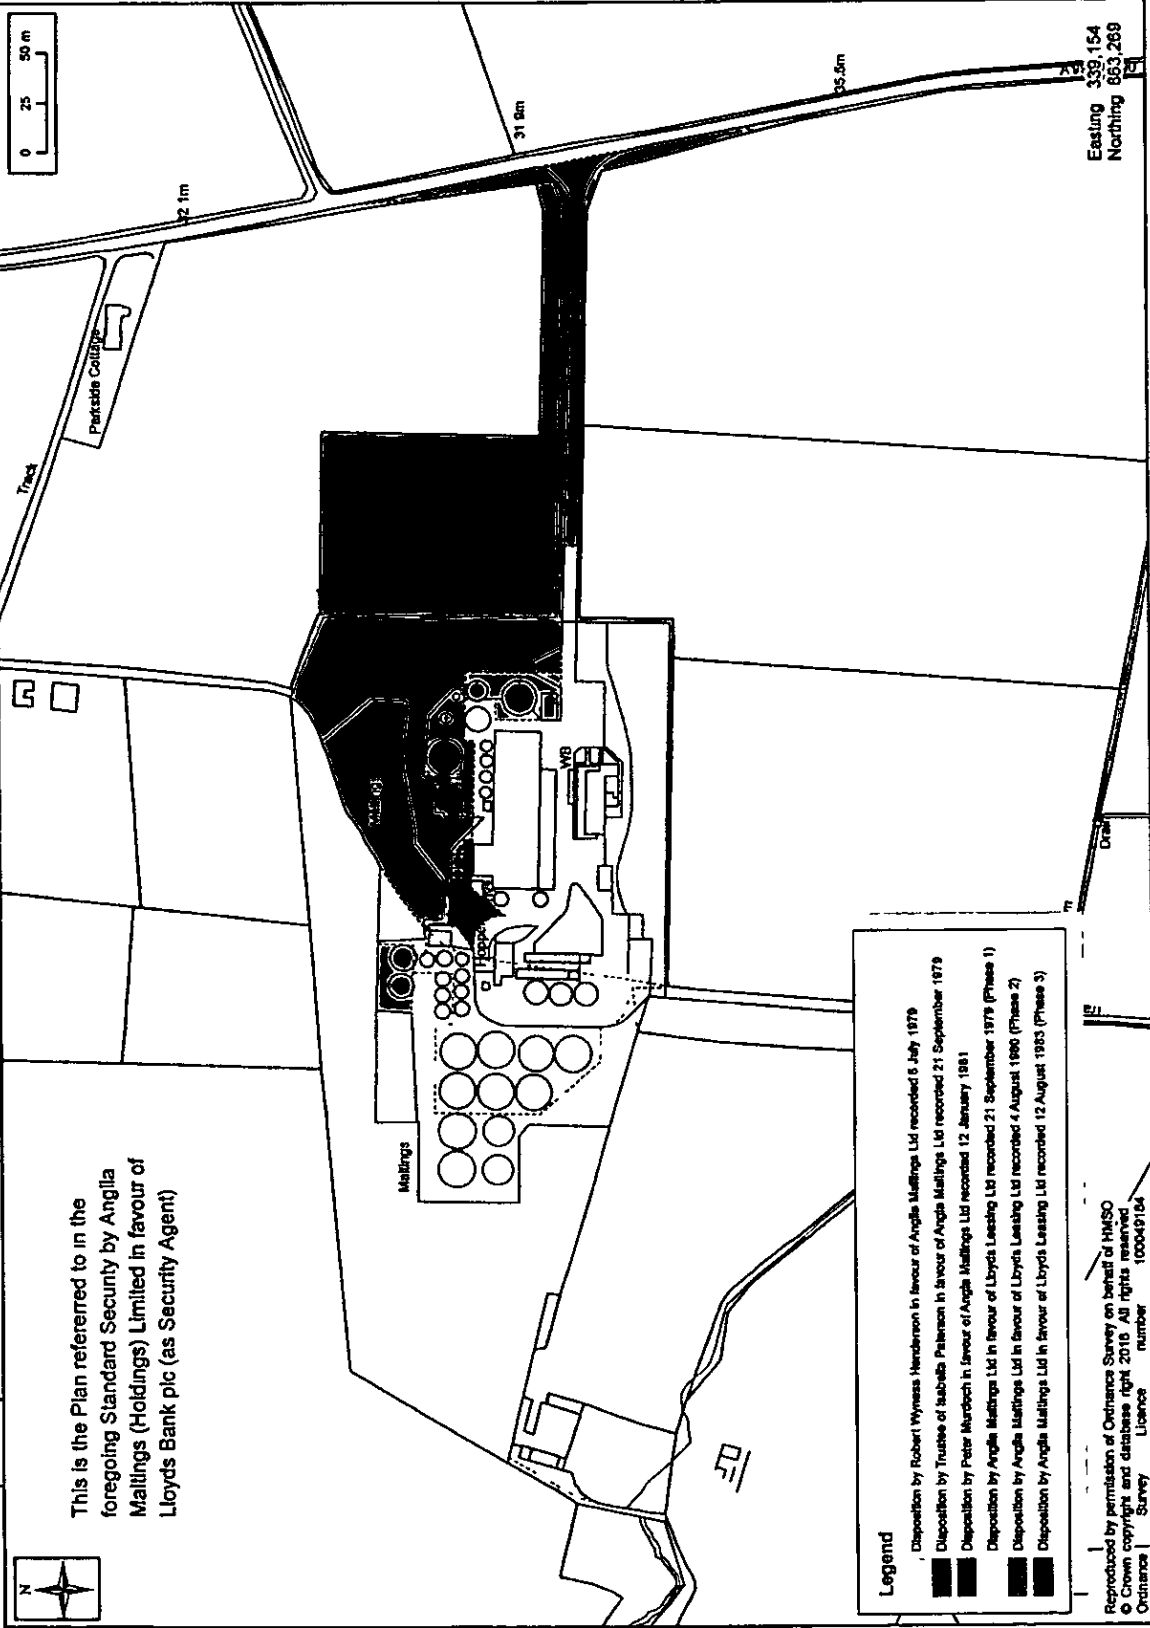 N
This is the Plan referred to in the
foregoing Standard Security by Anglia
Maltings (Holdings) Limited in favour of
Lloyds Bank plc (as Security Agent)
0 25 50 m
Track
Parkside Cottage
32 1m
31 9m
35.5m
Maltings
Hoppe
WB
Drain
Easting 339,154
Northing 663,269
Legend
Disposition by Robert Wyness Henderson in favour of Anglia Maltings Ltd recorded 6 July 1979
Disposition by Trustee of Isabella Paterson in favour of Anglia Maltings Ltd recorded 21 September 1979
Disposition by Peter Murdoch in favour of Anglia Maltings Ltd recorded 12 January 1981
Disposition by Anglia Maltings Ltd in favour of Lloyds Leasing Ltd recorded 21 September 1979 (Phase 1)
Disposition by Anglia Maltings Ltd in favour of Lloyds Leasing Ltd recorded 4 August 1980 (Phase 2)
Disposition by Anglia Maltings Ltd in favour of Lloyds Leasing Ltd recorded 12 August 1983 (Phase 3)
Reproduced by permission of Ordnance Survey on behalf of HMSO
© Crown copyright and database right 2016 All rights reserved
Ordnance Survey Licence number 100049184